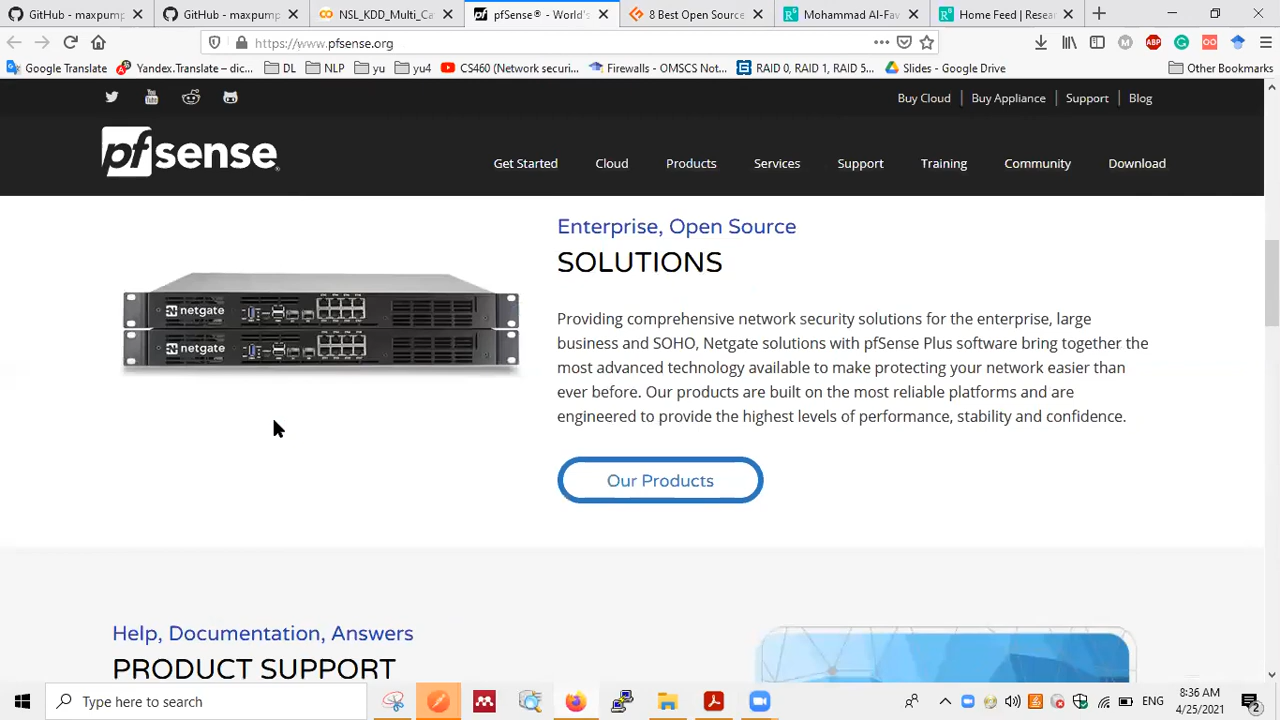 GitHub - maxpump
GitHub - maxpump
NSL_KDD_Multi_Ca
pfSense® - World's
8 Best Open Source
Mohammad Al-Fav
Home Feed | Resea
https://www.pfsense.org
Google Translate
Yandex.Translate – dic...
DL
NLP
yu
yu4
CS460 (Network securi...
Firewalls - OMSCS Not...
RAID 0, RAID 1, RAID 5...
Slides - Google Drive
Other Bookmarks
Buy Cloud
Buy Appliance
Support
Blog
pfsense
Get Started
Cloud
Products
Services
Support
Training
Community
Download
netgate
netgate
Enterprise, Open Source
SOLUTIONS
Providing comprehensive network security solutions for the enterprise, large
business and SOHO, Netgate solutions with pfSense Plus software bring together the
most advanced technology available to make protecting your network easier than
ever before. Our products are built on the most reliable platforms and are
engineered to provide the highest levels of performance, stability and confidence.
Our Products
Help, Documentation, Answers
PRODUCT SUPPORT
Type here to search
ENG
8:36 AM
4/25/2021
2